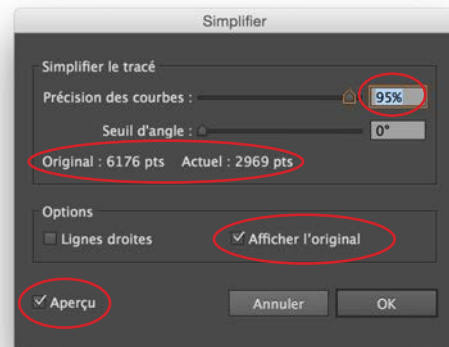 Simplifier
Simplifier le tracé
Précision des courbes : 95%
Seuil d'angle : 0°
Original : 6176 pts Actuel : 2969 pts
Options
Lignes droites Afficher l'original
Aperçu Annuler OK